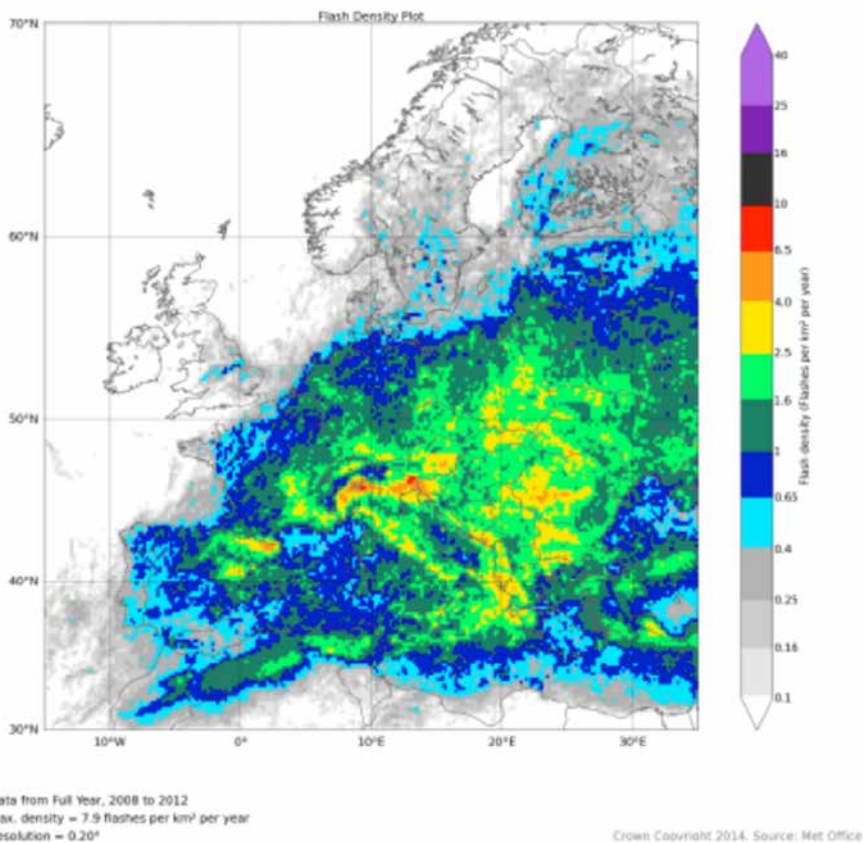 Flash Density Plot
70°N
60°N
50°N
40°N
30°N
10°W 0° 10°E 20°E 30°E
40
25
16
10
6.5
4.0
2.5
1.6
1
0.65
0.4
0.25
0.16
0.1
Flash density (Flashes per km² per year)
ata from Full Year, 2008 to 2012
ax. density = 7.9 flashes per km² per year
esolution = 0.20°
Crown Copyright 2014. Source: Met Office